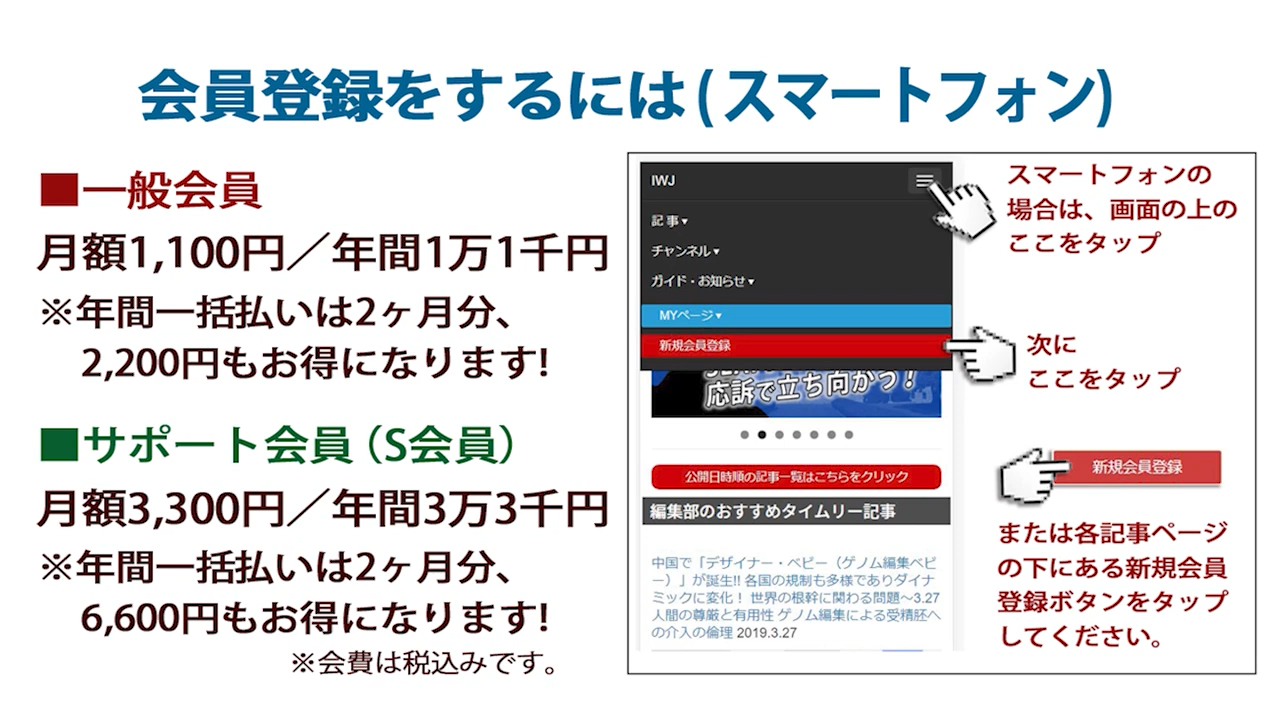 会員登録をするには(スマートフォン)
■一般会員
月額1,100円／年間1万1千円
※年間一括払いは2ヶ月分、
2,200円もお得になります!
■サポート会員（S会員）
月額3,300円／年間3万3千円
※年間一括払いは2ヶ月分、
6,600円もお得になります!
※会費は税込みです。
IWJ
記事▾
チャンネル▾
ガイド・お知らせ▾
MYページ▾
新規会員登録
応訴で立ち向かう！
公開日時順の記事一覧はこちらをクリック
編集部のおすすめタイムリー記事
中国で「デザイナー・ベビー（ゲノム編集ベビ
ー）」が誕生!! 各国の規制も多様でありダイナ
ミックに変化！ 世界の根幹に関わる問題〜3.27
人間の尊厳と有用性 ゲノム編集による受精胚へ
の介入の倫理 2019.3.27
スマートフォンの
場合は、画面の上の
ここをタップ
次に
ここをタップ
新規会員登録
または各記事ページ
の下にある新規会員
登録ボタンをタップ
してください。